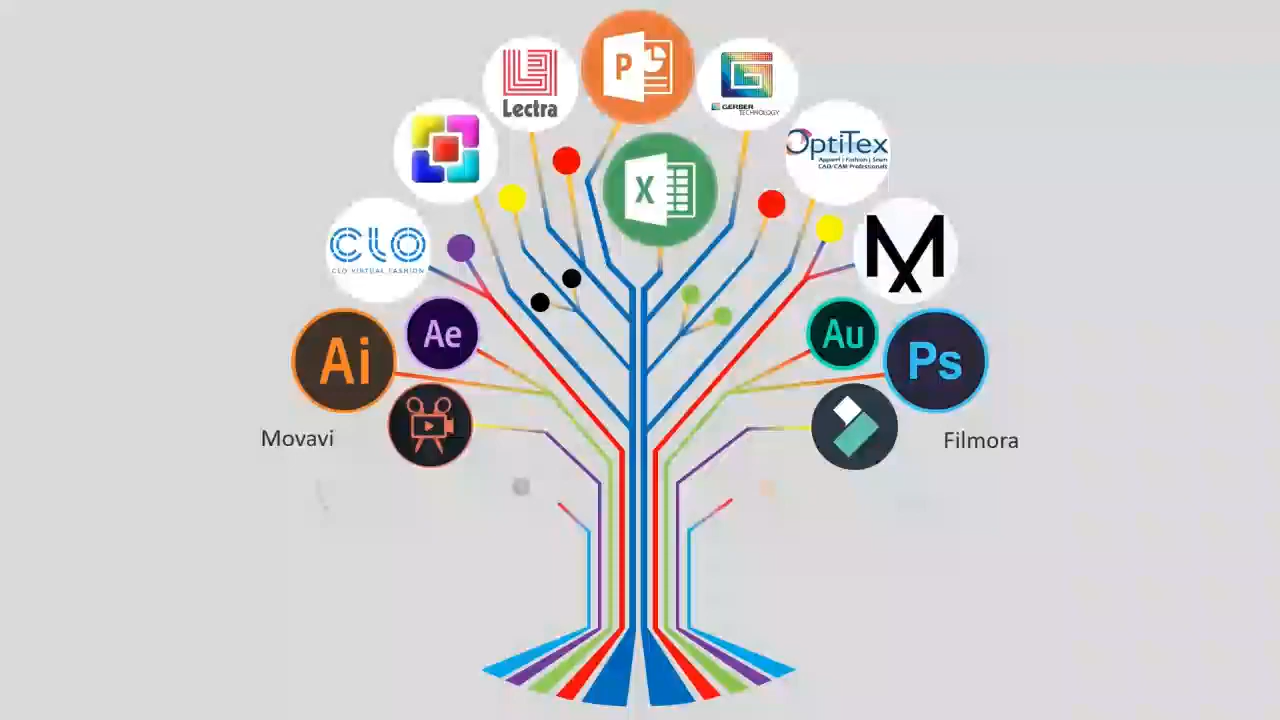 P
Lectra
GERBER
TECHNOLOGY
OptiTex
Apparel | Fashion | Sewn
CAD/CAM Professionals
X
CLO
CLO VIRTUAL FASHION
M
Ai
Ae
Au
Ps
Movavi
Filmora